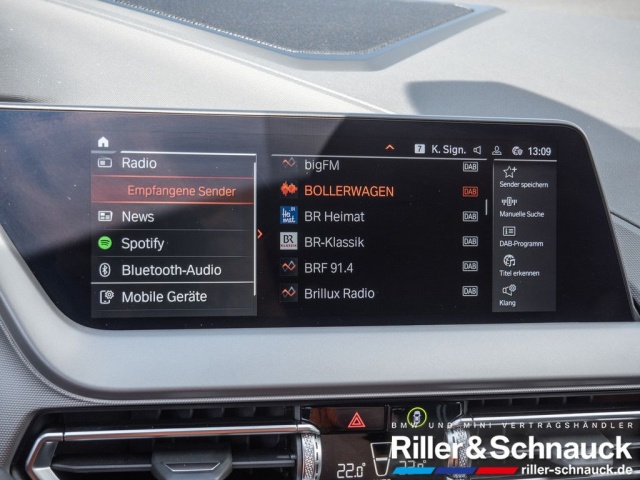 7 K. Sign. 13:09
Radio
Empfangene Sender
News
Spotify
Bluetooth-Audio
Mobile Geräte
bigFM DAB
BOLLERWAGEN DAB
BR Heimat DAB
BR-Klassik DAB
BRF 91.4 DAB
Brillux Radio DAB
Sender speichern
Manuelle Suche
DAB-Programm
Titel erkennen
Klang
22.0
22.0
BMW UND MINI VERTRAGSHÄNDLER
Riller & Schnauck
riller-schnauck.de